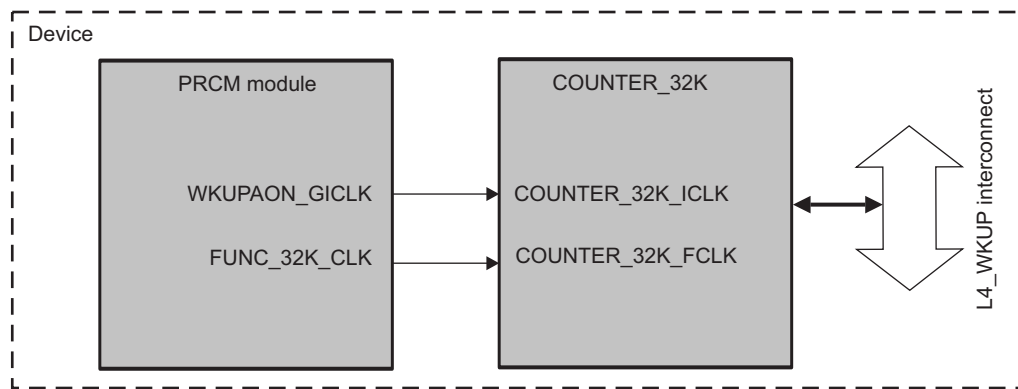 Device
PRCM module
COUNTER_32K
WKUPAON_GICLK
COUNTER_32K_ICLK
FUNC_32K_CLK
COUNTER_32K_FCLK
L4_WKUP interconnect